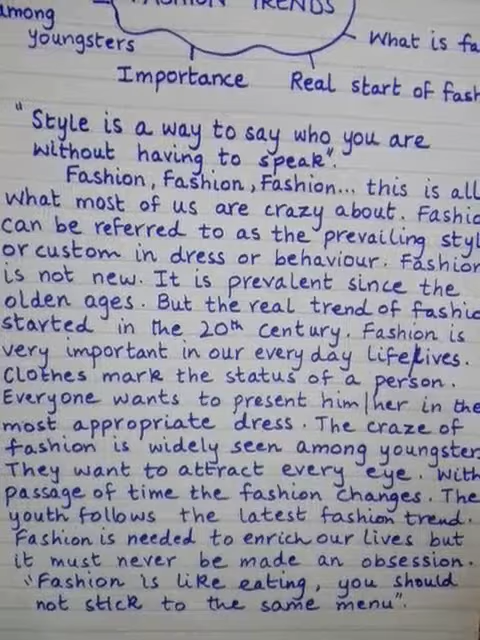 FASHION TRENDS
among
youngsters
What is fa
Importance
Real start of fash
"Style is a way to say who you are
without having to speak".
Fashion, Fashion, Fashion... this is all
what most of us are crazy about. Fashio
can be referred to as the prevailing styl
or custom in dress or behaviour. Fashion
is not new. It is prevalent since the
olden ages. But the real trend of fashio
started in the 20th century. Fashion is
very important in our every day life lives.
Clothes mark the status of a person.
Everyone wants to present him/her in the
most appropriate dress. The craze of
fashion is widely seen among youngster
They want to attract every eye. With
passage of time the fashion changes. The
youth follows the latest fashion trend.
Fashion is needed to enrich our lives but
it must never be made an obsession.
"Fashion is like eating, you should
not stick to the same menu".